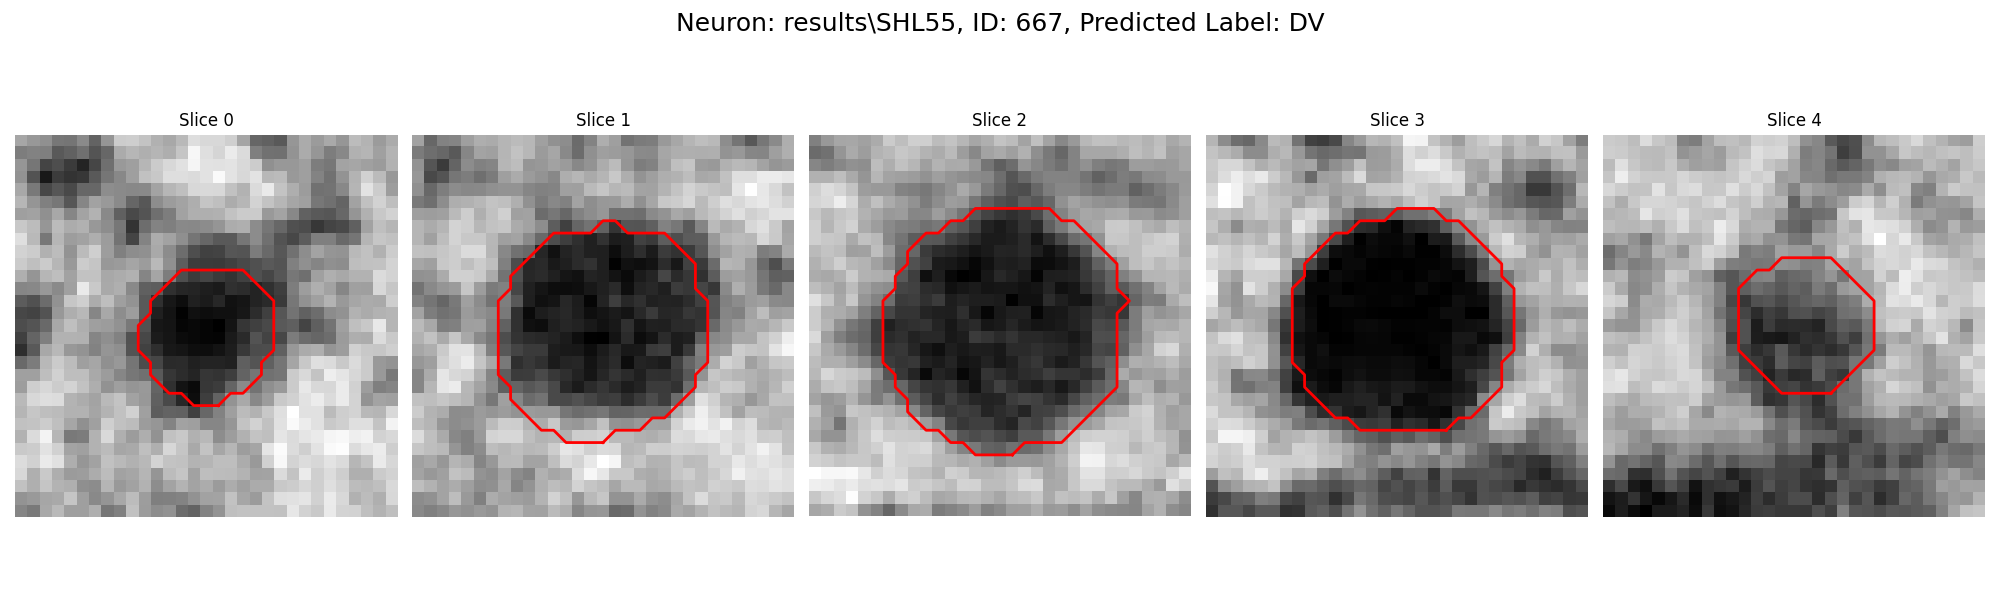 Neuron: results\SHL55, ID: 667, Predicted Label: DV
Slice 0
Slice 1
Slice 2
Slice 3
Slice 4